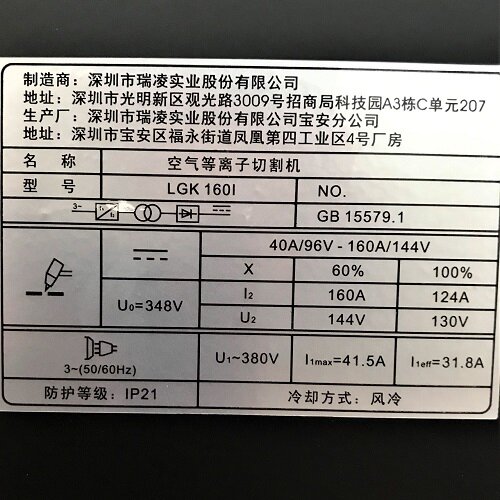 制造商：深圳市瑞凌实业股份有限公司
地址：深圳市光明新区观光路3009号招商局科技园A3栋C单元207
生产厂：深圳市瑞凌实业股份有限公司宝安分公司
地址：深圳市宝安区福永街道凤凰第四工业区4号厂房
名 称 空气等离子切割机
型 号 LGK 160I NO.
3~ GB 15579.1
40A/96V - 160A/144V
X 60% 100%
I₂ 160A 124A
U₀=348V U₂ 144V 130V
3~(50/60Hz) U₁~380V I₁max=41.5A I₁eff=31.8A
防护等级：IP21 冷却方式：风冷